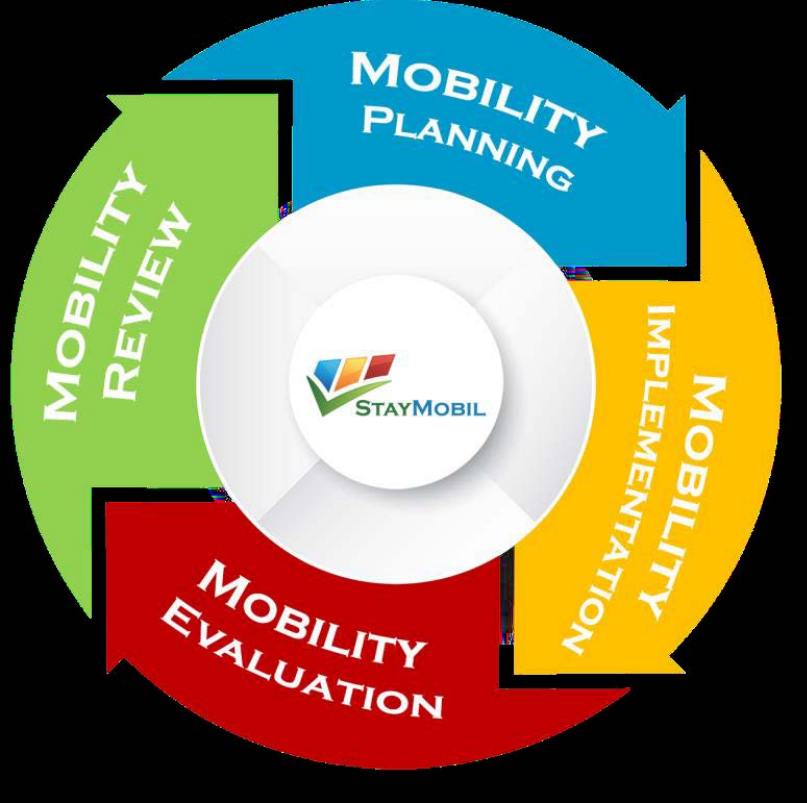 MOBILITY
PLANNING
MOBILITY
IMPLEMENTATION
MOBILITY
EVALUATION
MOBILITY
REVIEW
STAYMOBIL